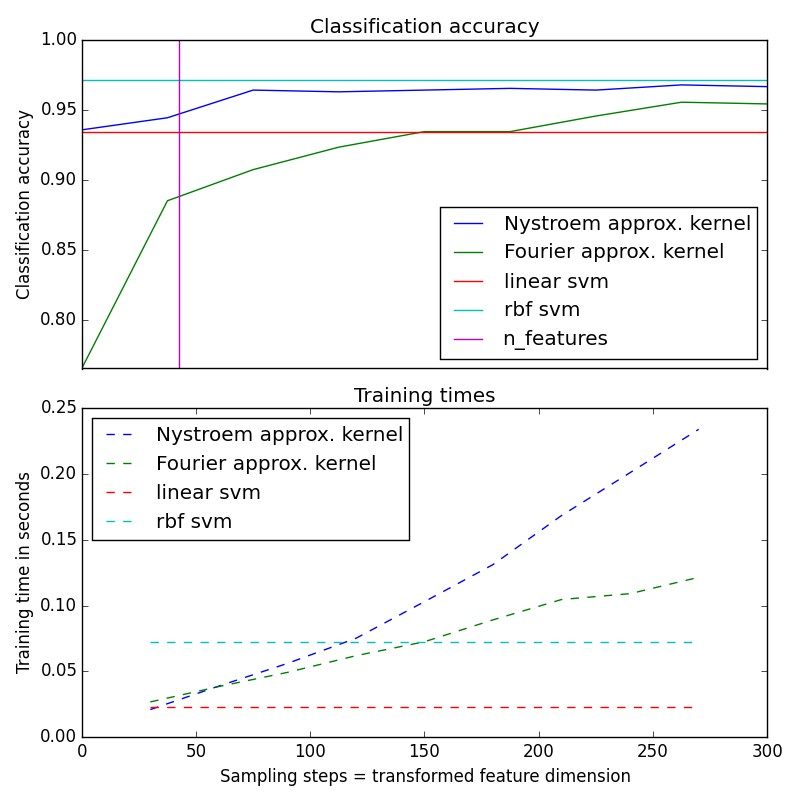 Classification accuracy
1.00
0.95
0.90
0.85
0.80
Classification accuracy
Nystroem approx. kernel
Fourier approx. kernel
linear svm
rbf svm
n_features
Training times
0.25
0.20
0.15
0.10
0.05
0.00
Training time in seconds
Nystroem approx. kernel
Fourier approx. kernel
linear svm
rbf svm
0 50 100 150 200 250 300
Sampling steps = transformed feature dimension